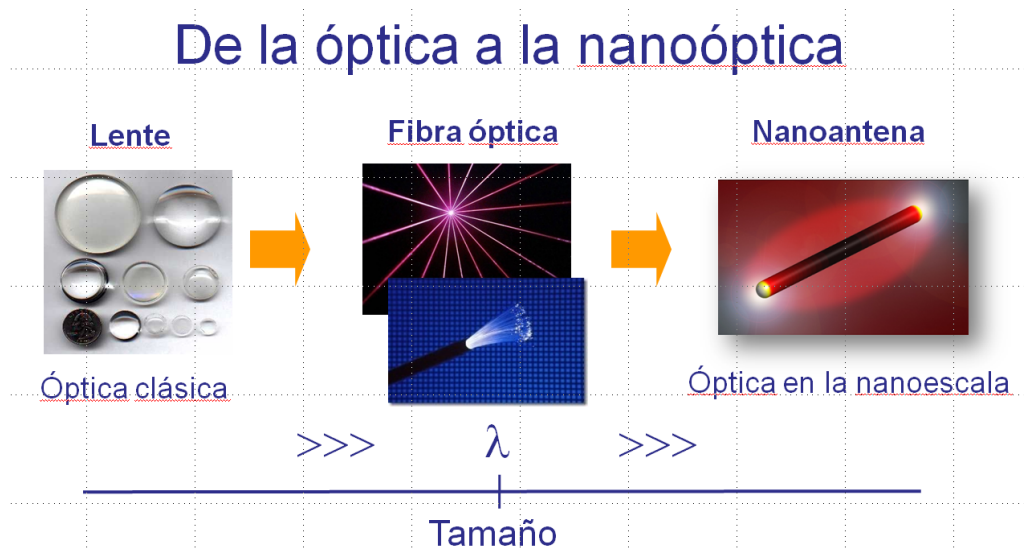 De la óptica a la nanoóptica
Lente
Fibra óptica
Nanoantena
Óptica clásica
Óptica en la nanoescala
>>> λ >>>
Tamaño